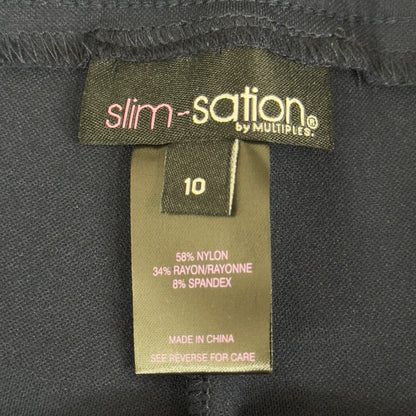 slim-sation®
by MULTIPLES.
10
58% NYLON
34% RAYON/RAYONNE
8% SPANDEX
MADE IN CHINA
SEE REVERSE FOR CARE